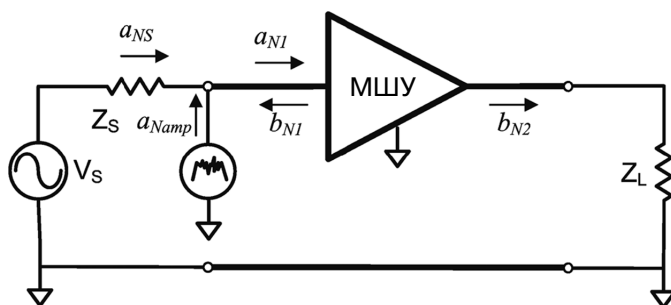 a_NS
a_N1
МШУ
Z_S
a_Namp
b_N1
b_N2
V_S
Z_L